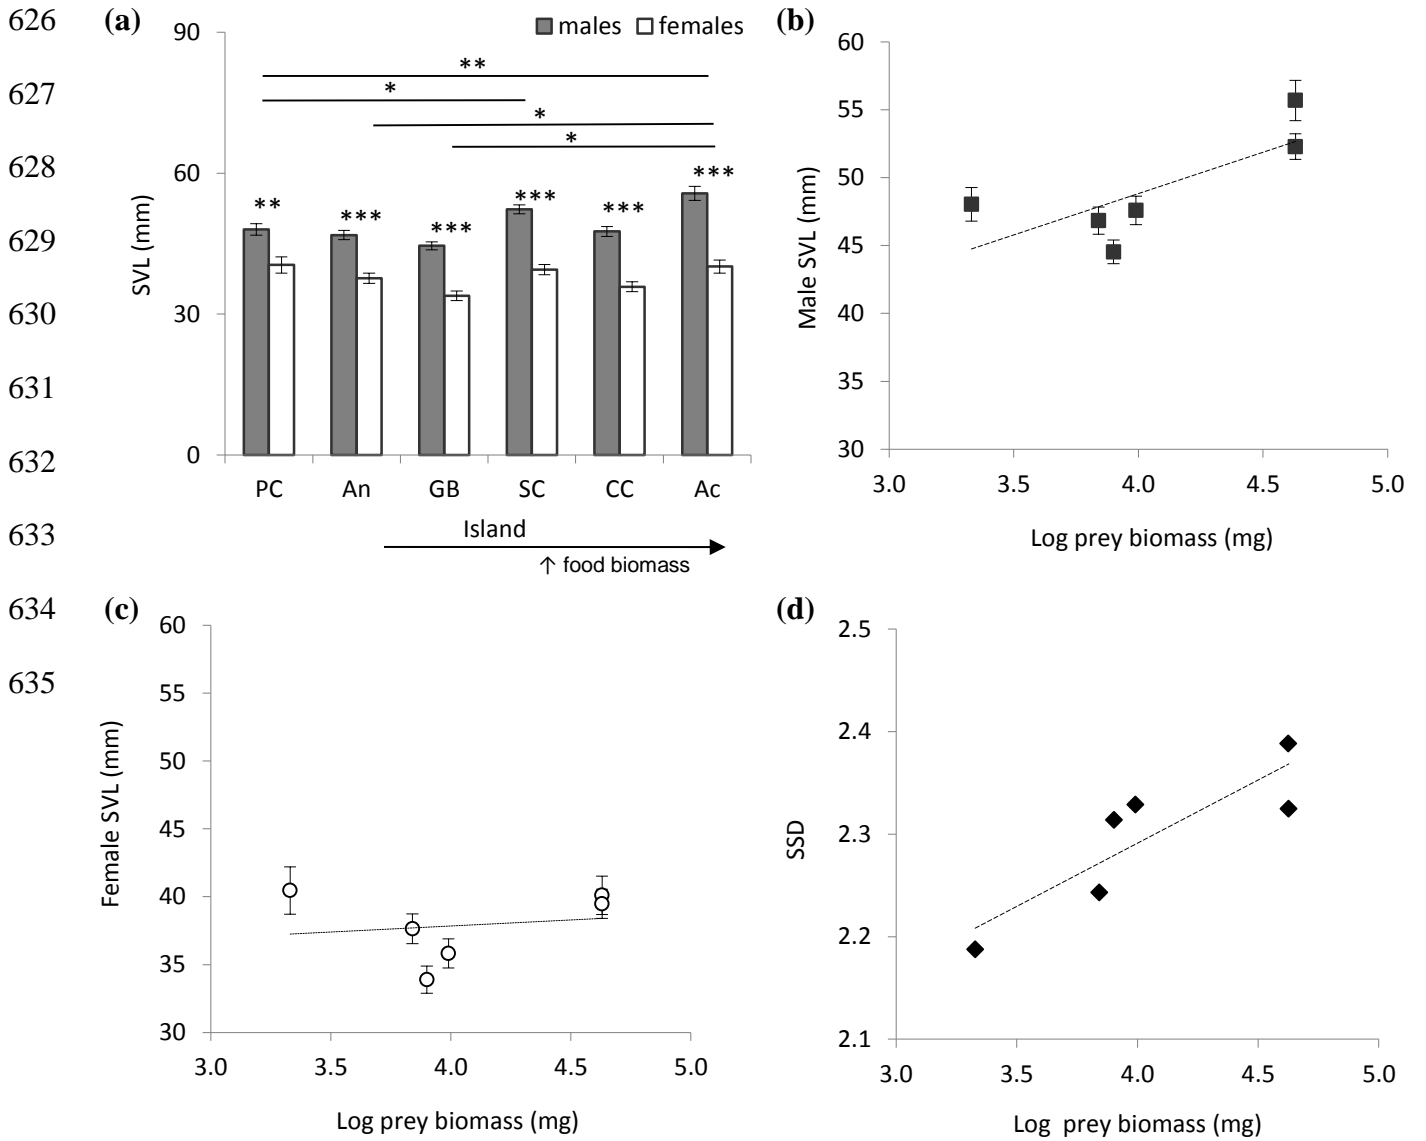 626
627
628
629
630
631
632
633
634
635
(a)
males females
90
60
30
0
SVL (mm)
**
*
*
*
** *** *** *** *** ***
PC An GB SC CC Ac
Island
↑ food biomass
(b)
60
55
50
45
40
35
30
Male SVL (mm)
3.0 3.5 4.0 4.5 5.0
Log prey biomass (mg)
(c)
60
55
50
45
40
35
30
Female SVL (mm)
3.0 3.5 4.0 4.5 5.0
Log prey biomass (mg)
(d)
2.5
2.4
2.3
2.2
2.1
SSD
3.0 3.5 4.0 4.5 5.0
Log prey biomass (mg)